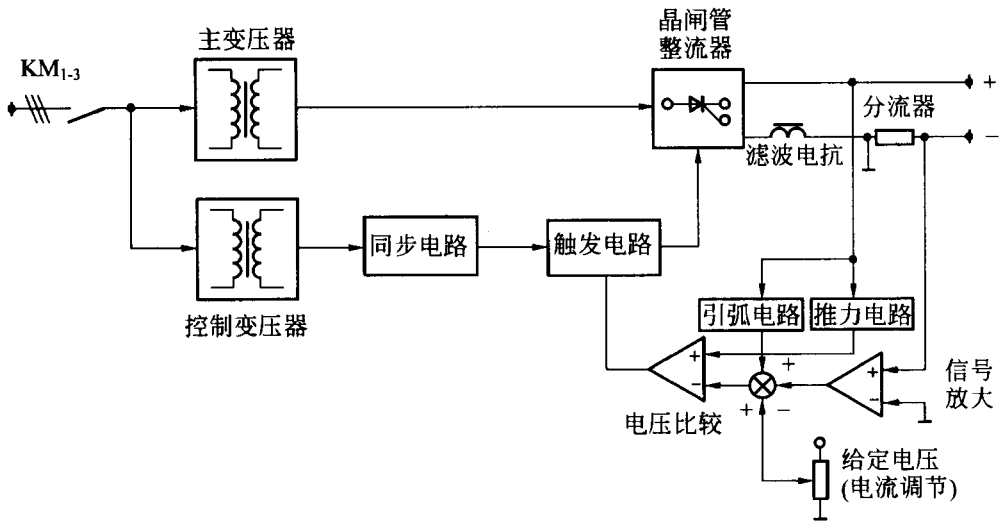 主变压器
晶闸管
整流器
KM1-3
+
分流器
−
滤波电抗
同步电路
触发电路
控制变压器
引弧电路
推力电路
+
+
+
−
−
+
−
信号
放大
电压比较
给定电压
(电流调节)